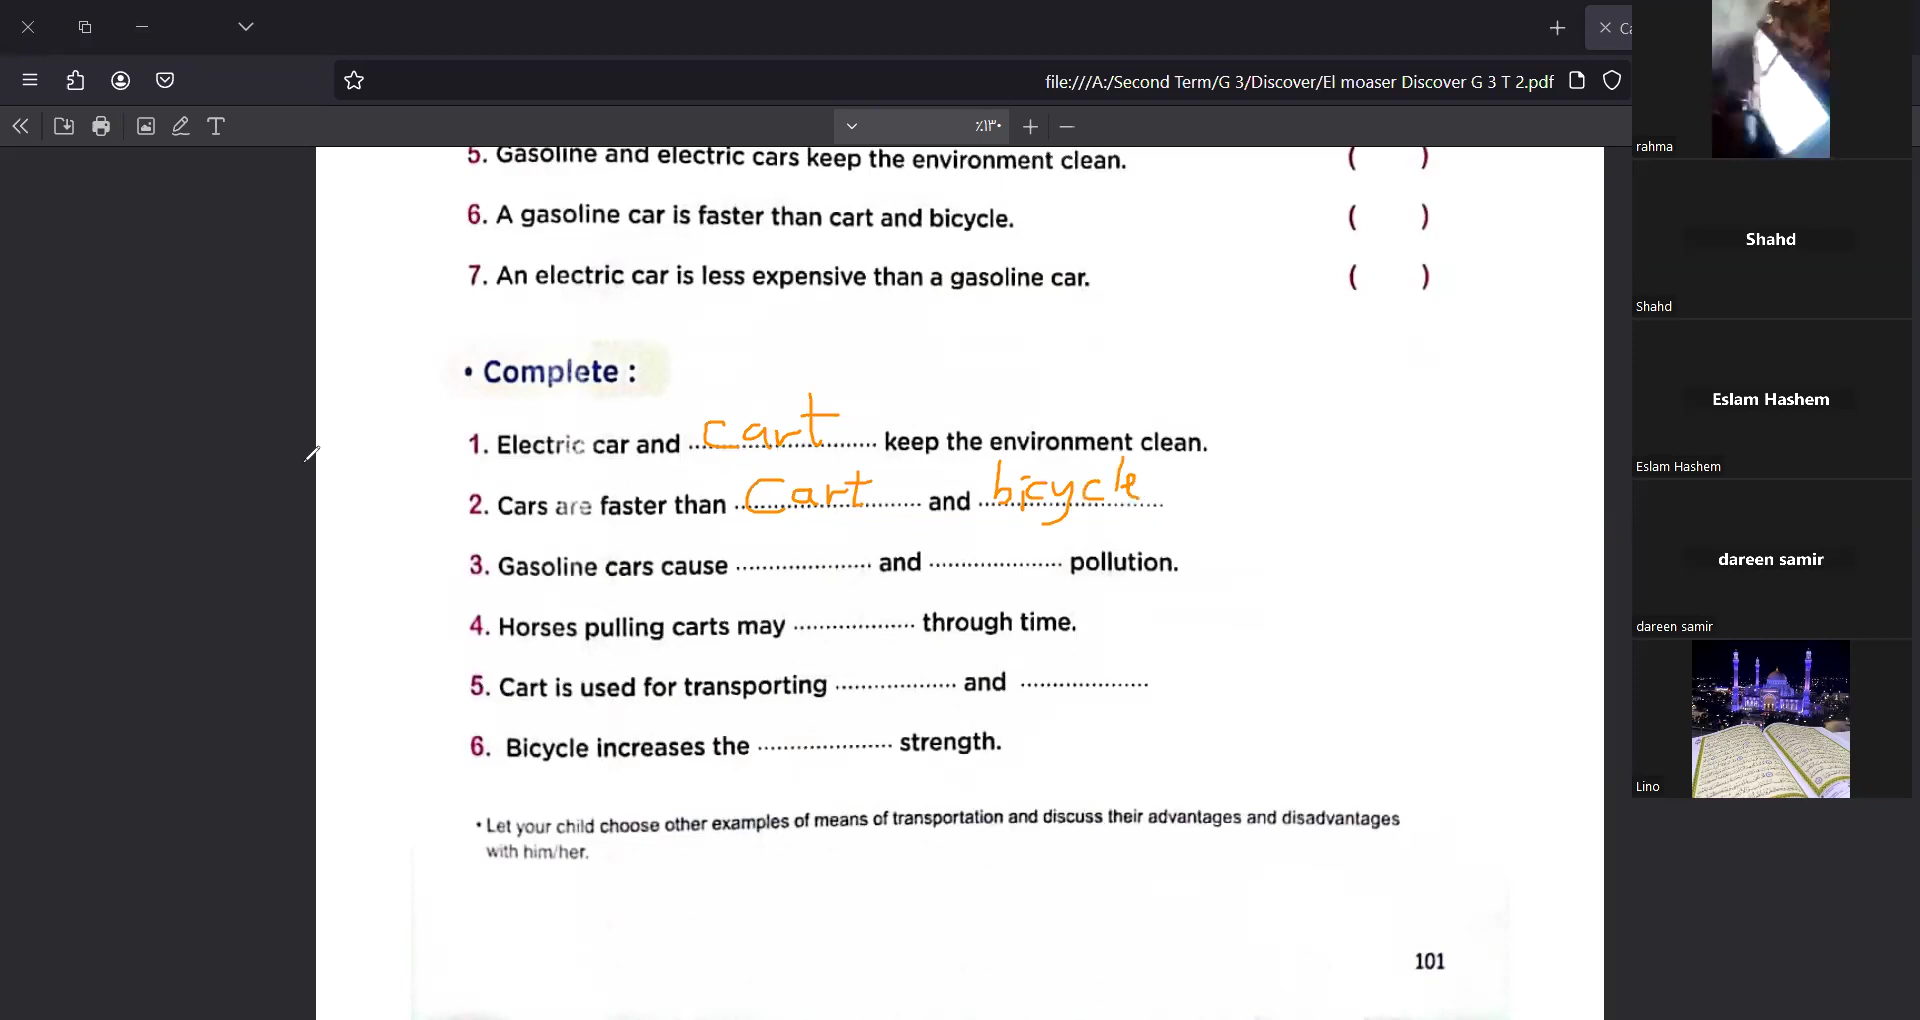 Ca
file:///A:/Second Term/G 3/Discover/El moaser Discover G 3 T 2.pdf
٪١٣٠
5. Gasoline and electric cars keep the environment clean. ( )
6. A gasoline car is faster than cart and bicycle. ( )
7. An electric car is less expensive than a gasoline car. ( )
• Complete :
1. Electric car and cart keep the environment clean.
2. Cars are faster than Cart and bicycle
3. Gasoline cars cause .................... and .................... pollution.
4. Horses pulling carts may .................... through time.
5. Cart is used for transporting .................... and ....................
6. Bicycle increases the .................... strength.
• Let your child choose other examples of means of transportation and discuss their advantages and disadvantages
with him/her.
101
rahma
Shahd
Shahd
Eslam Hashem
Eslam Hashem
dareen samir
dareen samir
Lino